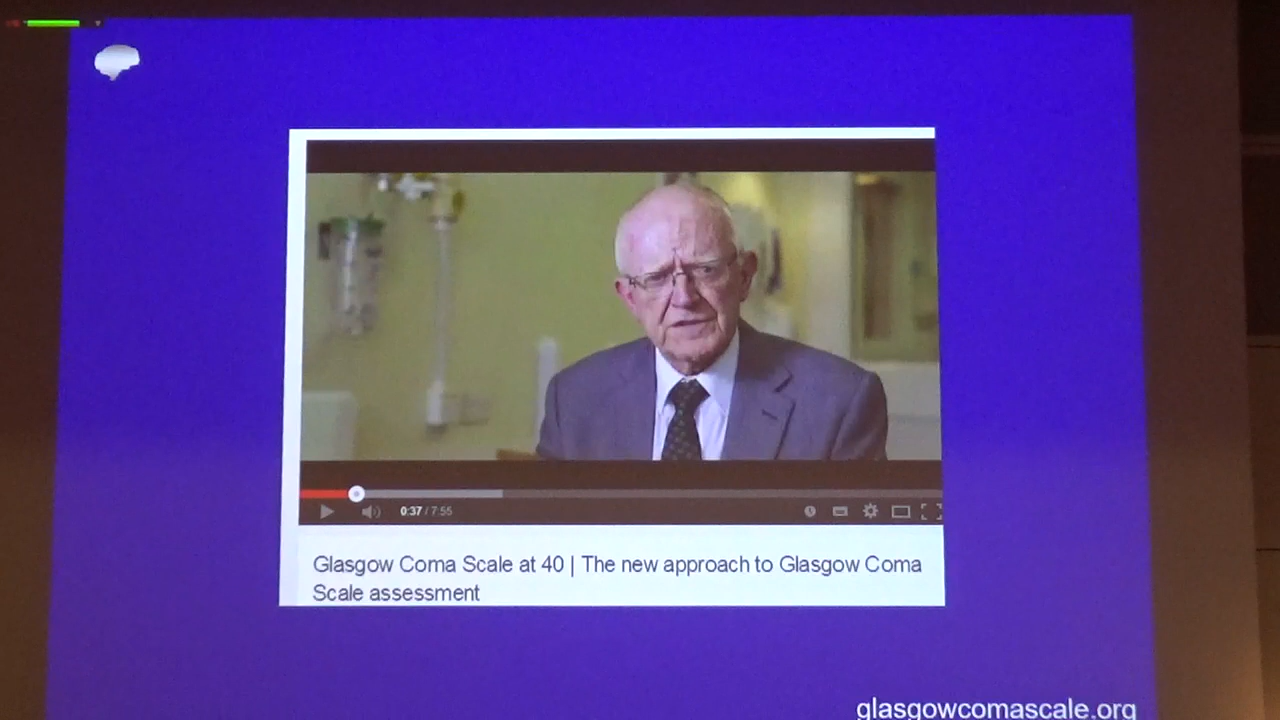 0:37 / 7:55
Glasgow Coma Scale at 40 | The new approach to Glasgow Coma
Scale assessment
glasgowcomascale.org